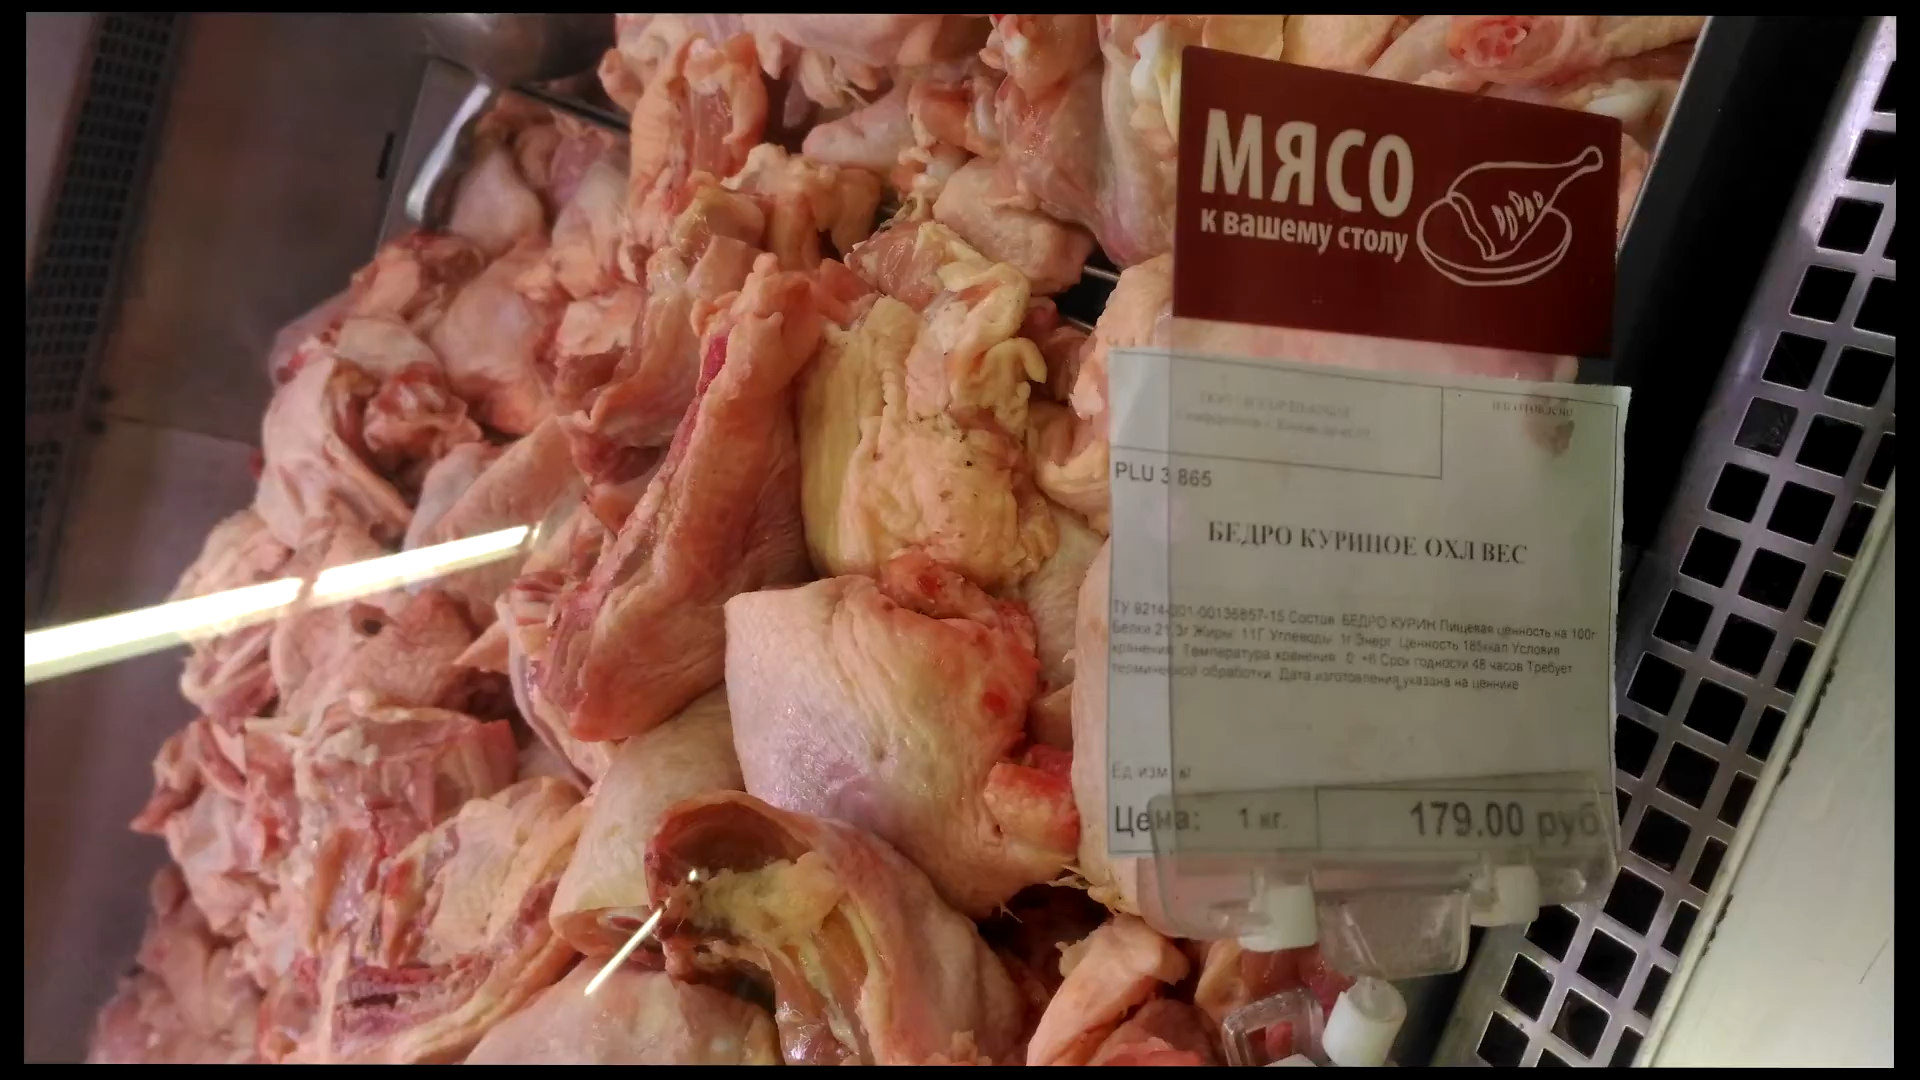 МЯСО
к вашему столу
ИЗГОТОВЛЕНО
PLU 3 865
БЕДРО КУРИНОЕ ОХЛ ВЕС
ТУ 9214-001-00136857-15 Состав БЕДРО КУРИН Пищевая ценность на 100г
Белки 21,3г Жиры 11Г Углеводы 1г Энерг Ценность 185ккал Условия
хранения Температура хранения 0 +6 Срок годности 48 часов Требует
термической обработки Дата изготовления указана на ценнике
Ед изм кг
Цена: 1 кг. 179.00 руб